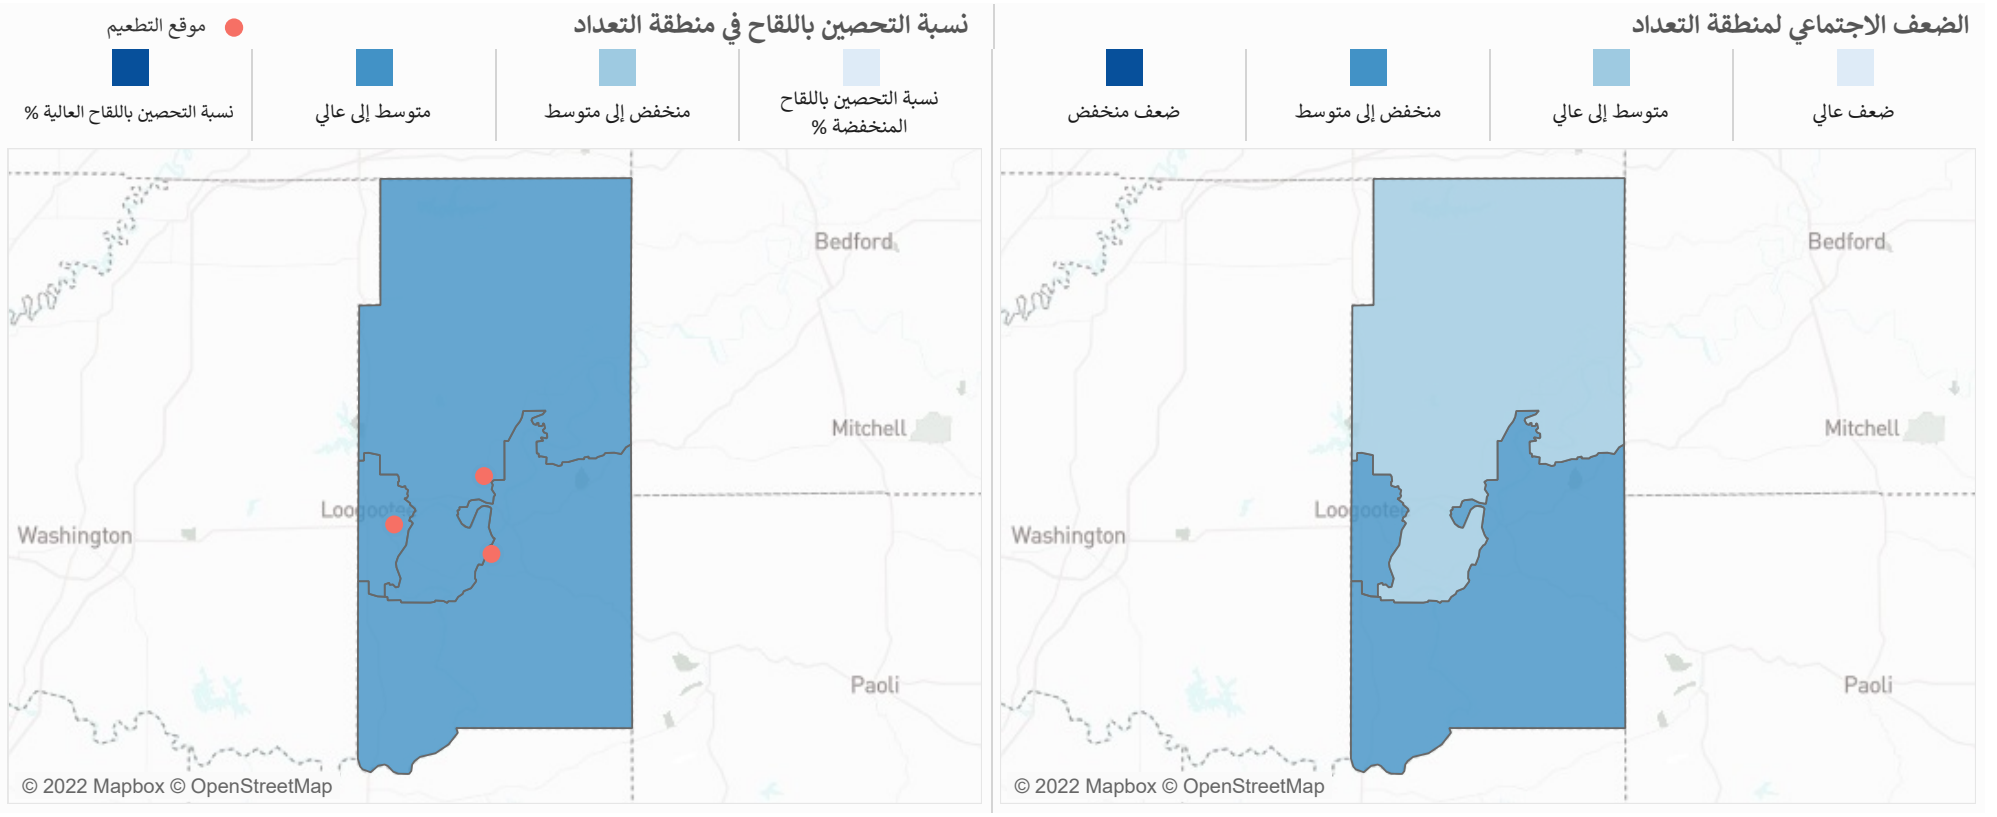 الضعف الاجتماعي لمنطقة التعداد
ضعف عالي
متوسط إلى عالي
منخفض إلى متوسط
ضعف منخفض
Bedford
Mitchell
Loogootee
Washington
Paoli
© 2022 Mapbox © OpenStreetMap
نسبة التحصين باللقاح في منطقة التعداد
موقع التطعيم
نسبة التحصين باللقاح
المنخفضة %
منخفض إلى متوسط
متوسط إلى عالي
نسبة التحصين باللقاح العالية %
Bedford
Mitchell
Loogootee
Washington
Paoli
© 2022 Mapbox © OpenStreetMap